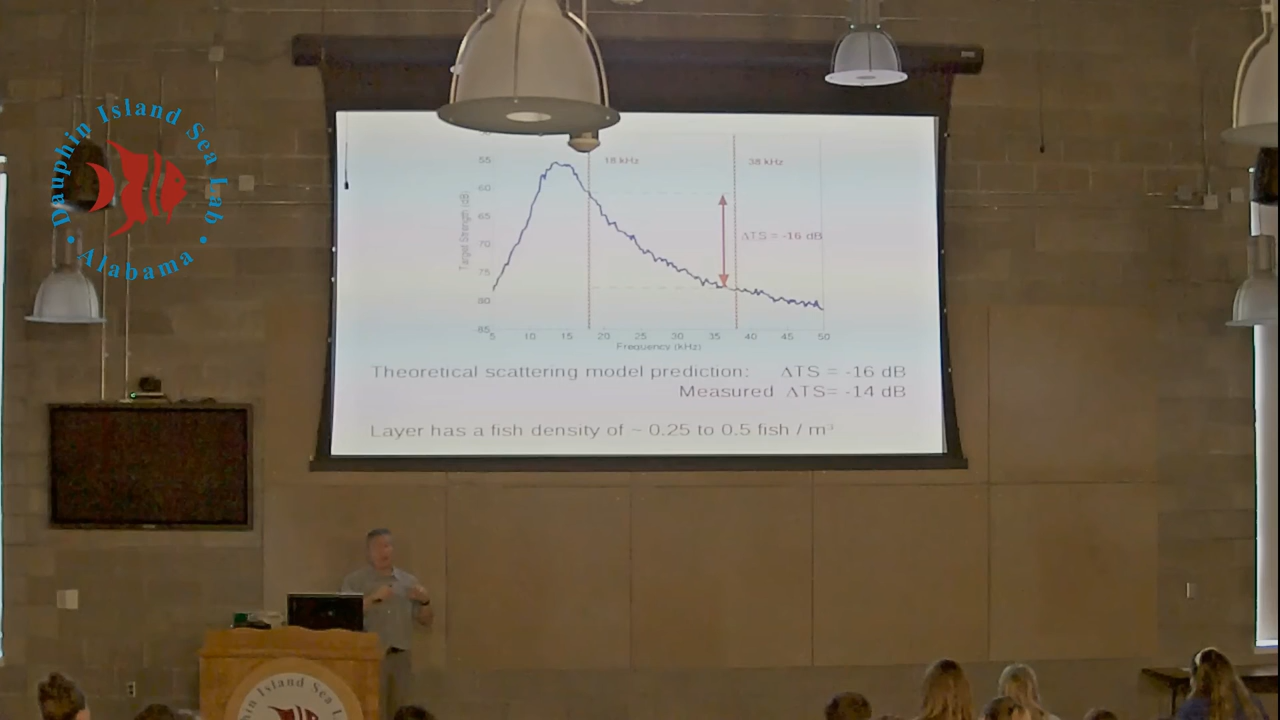 Dauphin Island Sea Lab
Alabama
18 kHz
38 kHz
55
60
65
70
75
80
85
Target Strength (dB)
ΔTS = -16 dB
5 10 15 20 25 30 35 40 45 50
Frequency (kHz)
Theoretical scattering model prediction: ΔTS = -16 dB
Measured ΔTS= -14 dB
Layer has a fish density of ~ 0.25 to 0.5 fish / m³
Island Sea